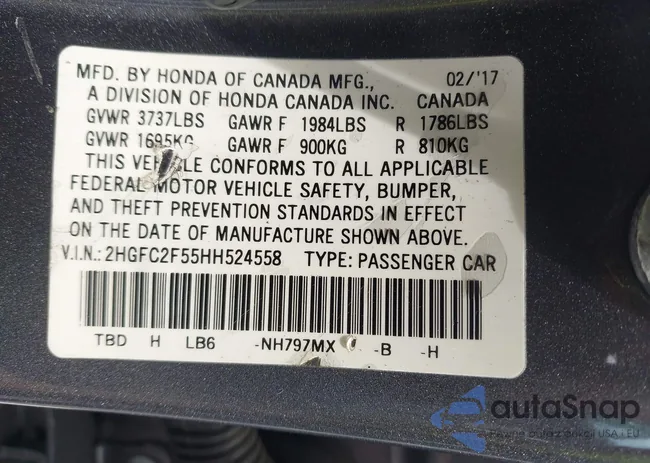 MFD. BY HONDA OF CANADA MFG., 02/'17
A DIVISION OF HONDA CANADA INC. CANADA
GVWR 3737LBS GAWR F 1984LBS R 1786LBS
GVWR 1695KG GAWR F 900KG R 810KG
THIS VEHICLE CONFORMS TO ALL APPLICABLE
FEDERAL MOTOR VEHICLE SAFETY, BUMPER,
AND THEFT PREVENTION STANDARDS IN EFFECT
ON THE DATE OF MANUFACTURE SHOWN ABOVE.
V.I.N.: 2HGFC2F55HH524558 TYPE: PASSENGER CAR
TBD H LB6 -NH797MX -B -H
autaSnap